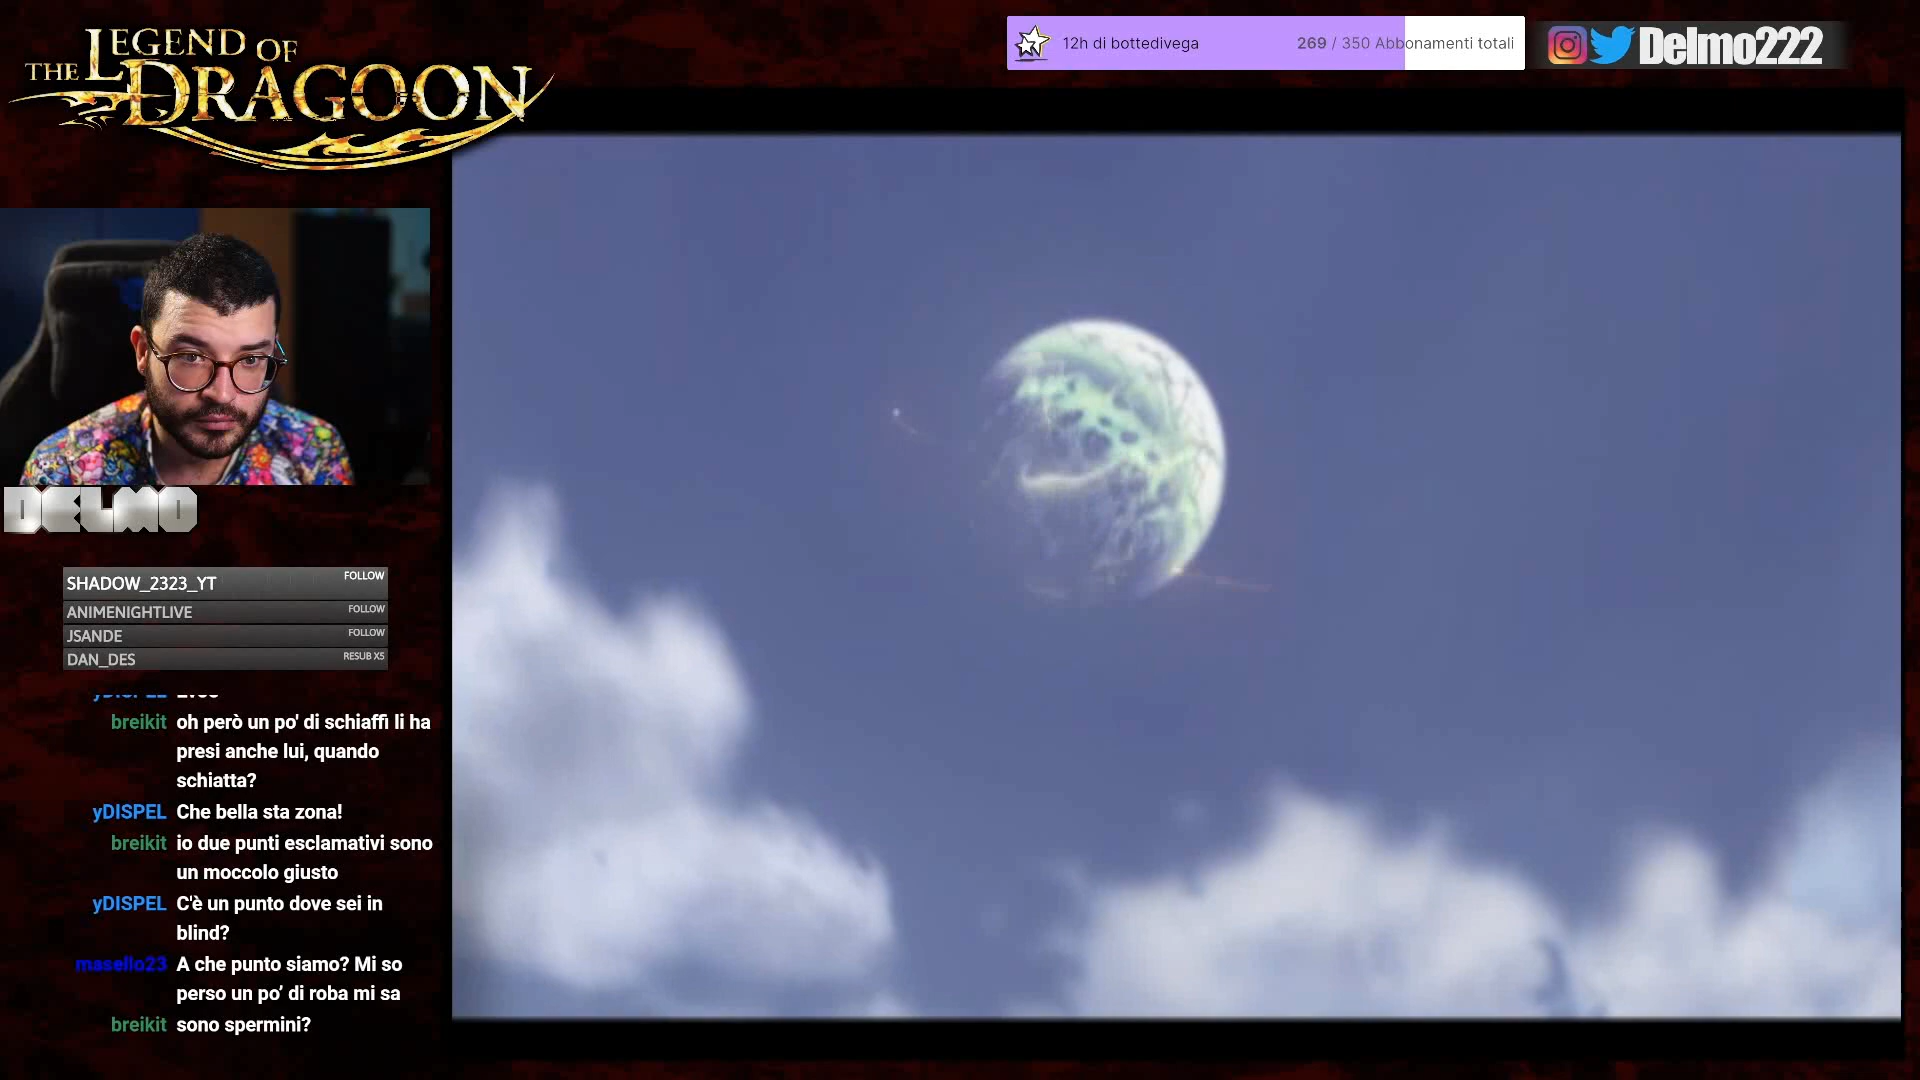 THE LEGEND OF
DRAGOON
12h di bottedivega
269 / 350 Abbonamenti totali
Delmo222
DELMO
SHADOW_2323_YT FOLLOW
ANIMENIGHTLIVE FOLLOW
JSANDE FOLLOW
DAN_DES RESUB X5
breikit oh però un po' di schiaffi li ha
presi anche lui, quando
schiatta?
yDISPEL Che bella sta zona!
breikit io due punti esclamativi sono
un moccolo giusto
yDISPEL C'è un punto dove sei in
blind?
masello23 A che punto siamo? Mi so
perso un po' di roba mi sa
breikit sono spermini?